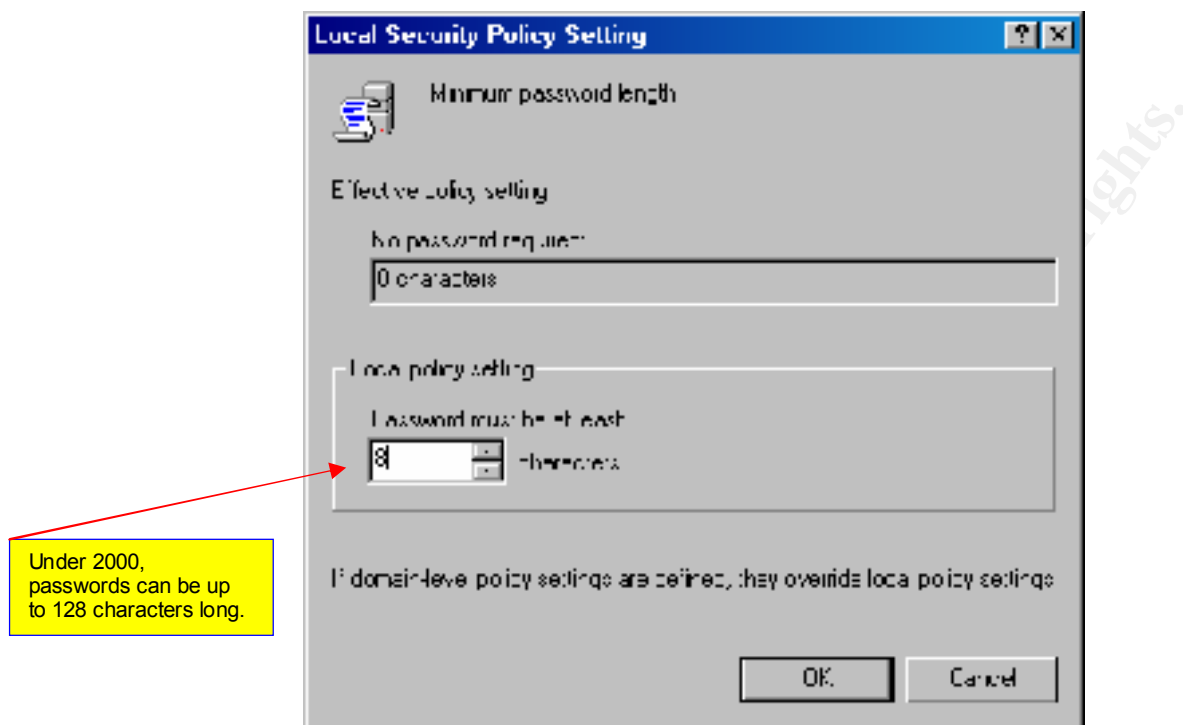 Local Security Policy Setting
Minimum password length
Effective policy setting
No password required
0 characters
Local policy setting
Password must be at least
8
characters
Under 2000,
passwords can be up
to 128 characters long.
If domain-level policy settings are defined, they override local policy settings
OK
Cancel